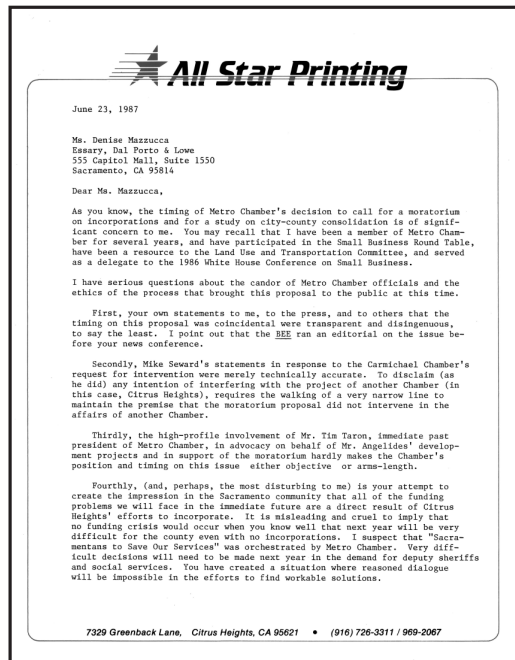 All Star Printing
June 23, 1987
Ms. Denise Mazzucca
Essary, Dal Porto & Lowe
555 Capitol Mall, Suite 1550
Sacramento, CA 95814
Dear Ms. Mazzucca,
As you know, the timing of Metro Chamber's decision to call for a moratorium
on incorporations and for a study on city-county consolidation is of signif-
icant concern to me. You may recall that I have been a member of Metro Cham-
ber for several years, and have participated in the Small Business Round Table,
have been a resource to the Land Use and Transportation Committee, and served
as a delegate to the 1986 White House Conference on Small Business.
I have serious questions about the candor of Metro Chamber officials and the
ethics of the process that brought this proposal to the public at this time.
First, your own statements to me, to the press, and to others that the
timing on this proposal was coincidental were transparent and disingenuous,
to say the least. I point out that the BEE ran an editorial on the issue be-
fore your news conference.
Secondly, Mike Seward's statements in response to the Carmichael Chamber's
request for intervention were merely technically accurate. To disclaim (as
he did) any intention of interfering with the project of another Chamber (in
this case, Citrus Heights), requires the walking of a very narrow line to
maintain the premise that the moratorium proposal did not intervene in the
affairs of another Chamber.
Thirdly, the high-profile involvement of Mr. Tim Taron, immediate past
president of Metro Chamber, in advocacy on behalf of Mr. Angelides' develop-
ment projects and in support of the moratorium hardly makes the Chamber's
position and timing on this issue either objective or arms-length.
Fourthly, (and, perhaps, the most disturbing to me) is your attempt to
create the impression in the Sacramento community that all of the funding
problems we will face in the immediate future are a direct result of Citrus
Heights' efforts to incorporate. It is misleading and cruel to imply that
no funding crisis would occur when you know well that next year will be very
difficult for the county even with no incorporations. I suspect that "Sacra-
mentans to Save Our Services" was orchestrated by Metro Chamber. Very diff-
icult decisions will need to be made next year in the demand for deputy sheriffs
and social services. You have created a situation where reasoned dialogue
will be impossible in the efforts to find workable solutions.
7329 Greenback Lane, Citrus Heights, CA 95621 • (916) 726-3311 / 969-2067